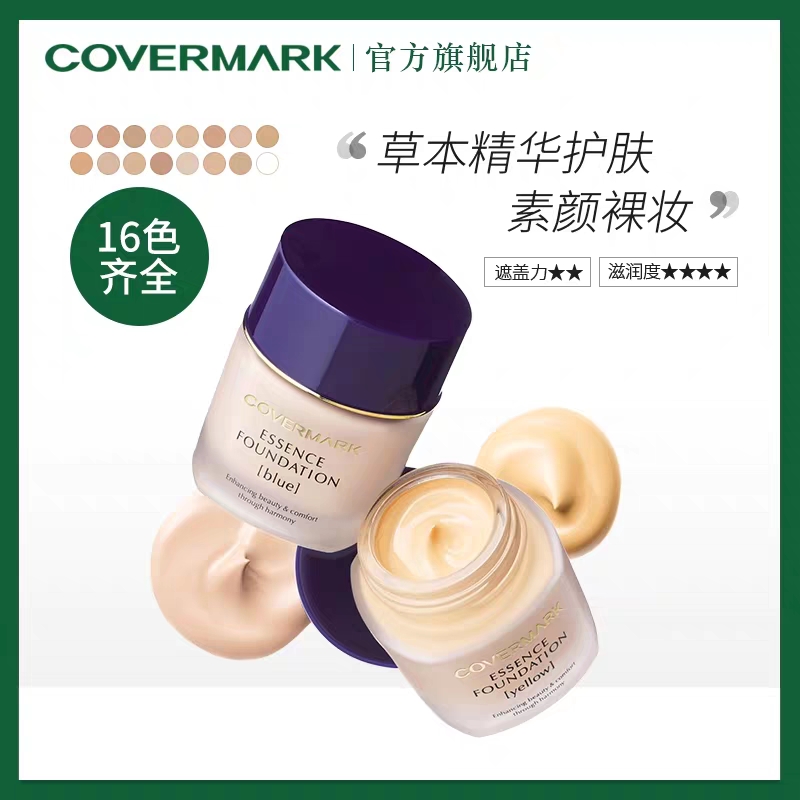 COVERMARK | 官方旗舰店
“草本精华护肤
素颜裸妆”
16色
齐全
遮盖力★★
滋润度★★★★
COVERMARK
ESSENCE
FOUNDATION
[blue]
Enhancing beauty & comfort
through harmony
COVERMARK
ESSENCE
FOUNDATION
[yellow]
Enhancing beauty & comfort
through harmony